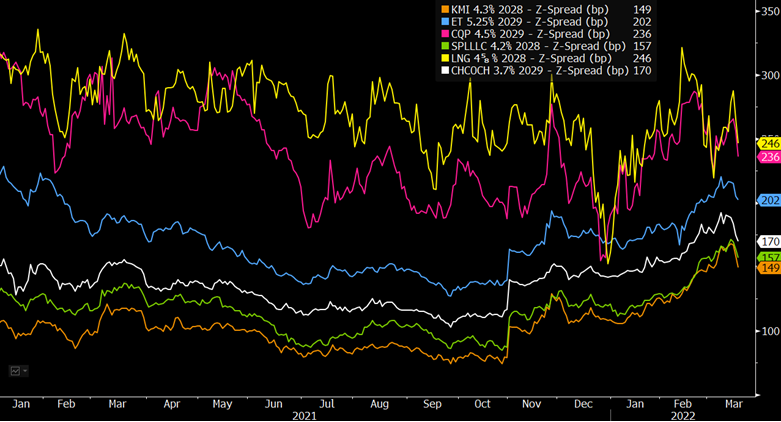 KMI 4.3% 2028 - Z-Spread (bp) 149
ET 5.25% 2029 - Z-Spread (bp) 202
CQP 4.5% 2029 - Z-Spread (bp) 236
SPLLLC 4.2% 2028 - Z-Spread (bp) 157
LNG 2028 - Z-Spread (bp) 246
CHCOCH 3.7% 2029 - Z-Spread (bp) 170
350
300
246
236
202
170
157
149
100
Jan Feb Mar Apr May Jun Jul Aug Sep Oct Nov Dec Jan Feb Mar
2021 2022